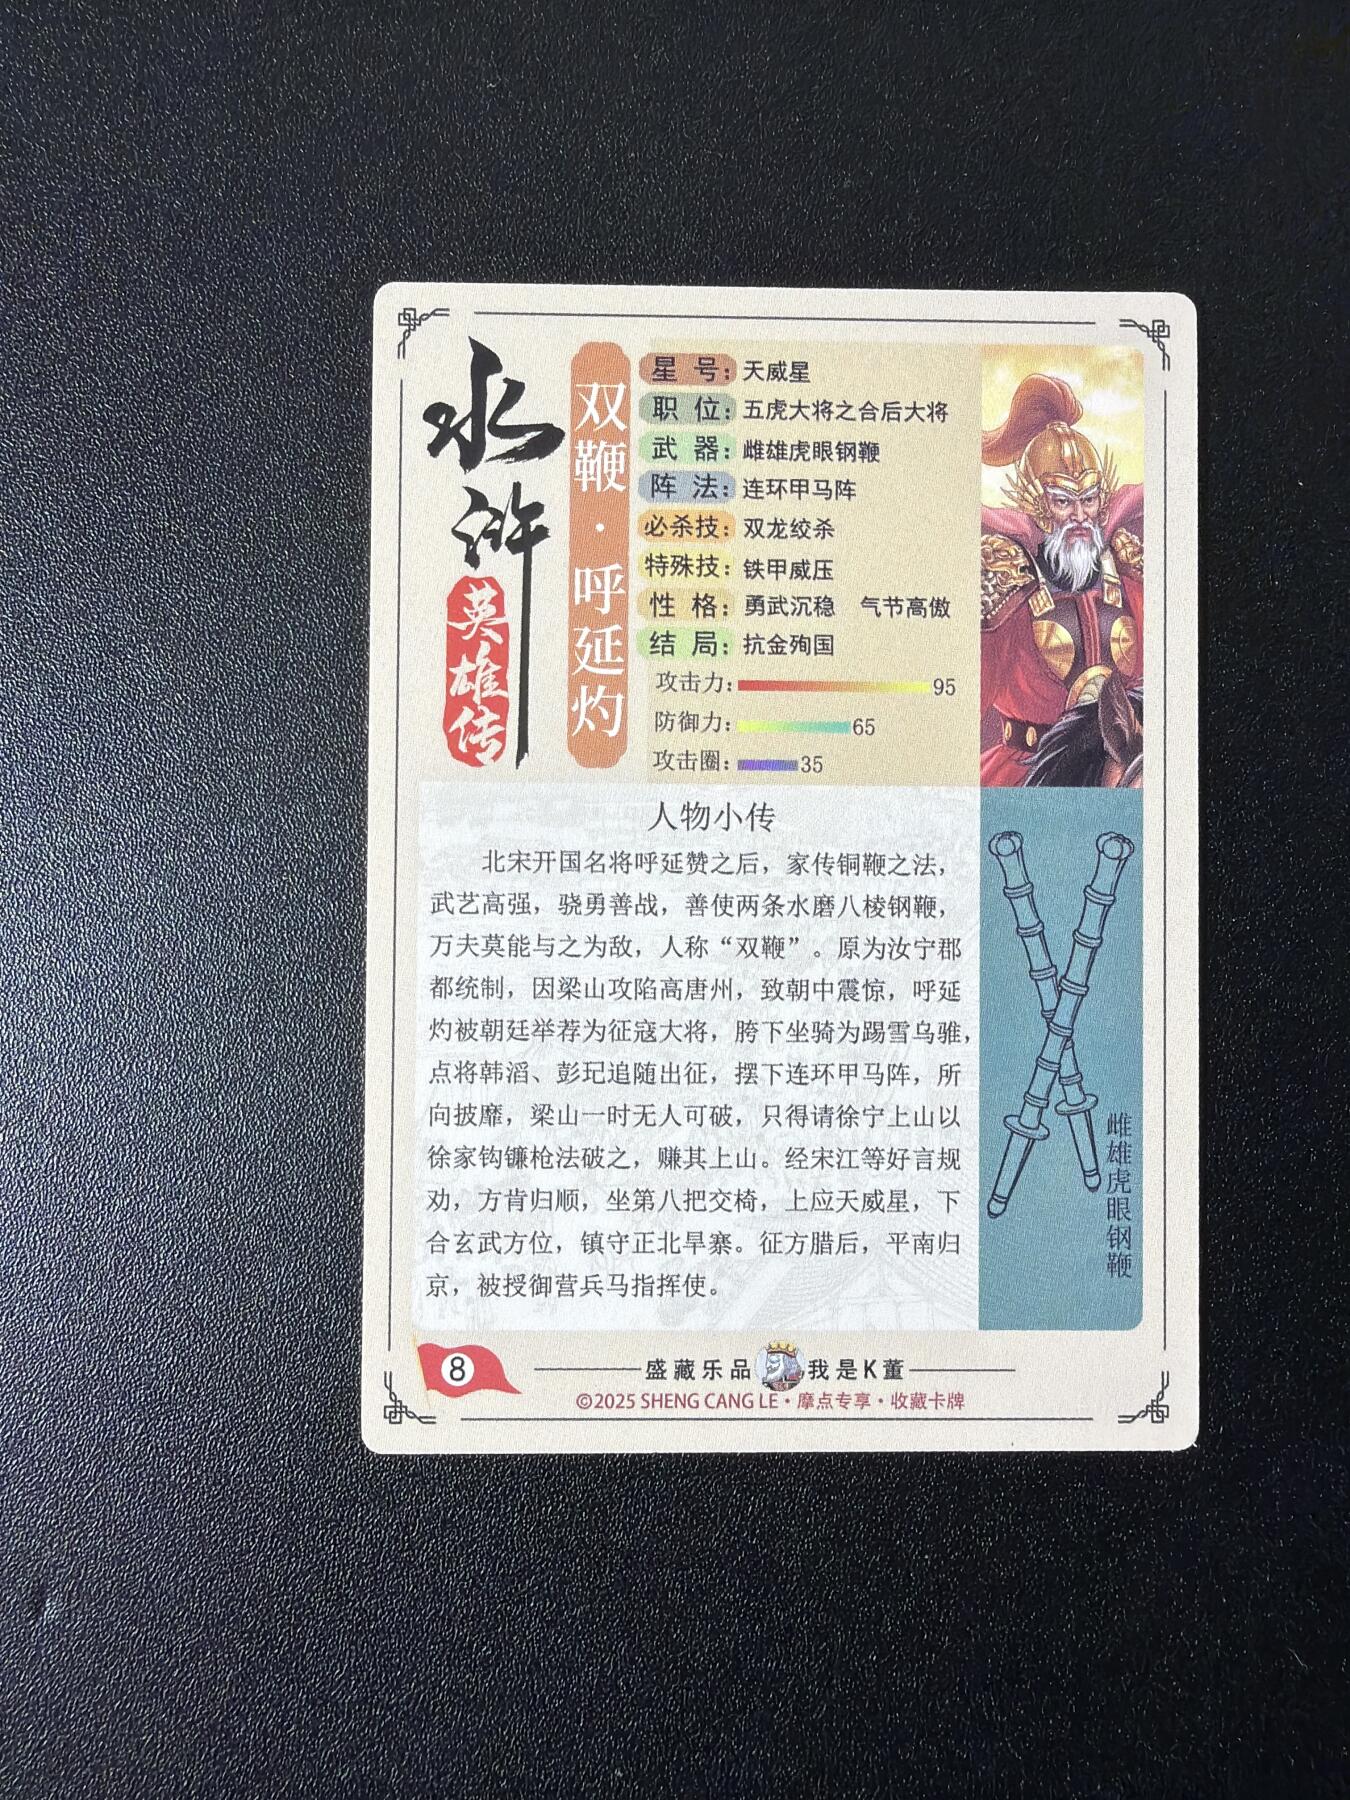 水浒
英雄传
双鞭·呼延灼
星号：天威星
职位：五虎大将之合后大将
武器：雌雄虎眼钢鞭
阵法：连环甲马阵
必杀技：双龙绞杀
特殊技：铁甲威压
性格：勇武沉稳 气节高傲
结局：抗金殉国
攻击力：95
防御力：65
攻击圈：35
人物小传
北宋开国名将呼延赞之后，家传铜鞭之法，
武艺高强，骁勇善战，善使两条水磨八棱钢鞭，
万夫莫能与之为敌，人称“双鞭”。原为汝宁郡
都统制，因梁山攻陷高唐州，致朝中震惊，呼延
灼被朝廷举荐为征寇大将，胯下坐骑为踢雪乌骓，
点将韩滔、彭玘追随出征，摆下连环甲马阵，所
向披靡，梁山一时无人可破，只得请徐宁上山以
徐家钩镰枪法破之，赚其上山。经宋江等好言规
劝，方肯归顺，坐第八把交椅，上应天威星，下
合玄武方位，镇守正北旱寨。征方腊后，平南归
京，被授御营兵马指挥使。
雌雄虎眼钢鞭
8
盛藏乐品 我是K董
©2025 SHENG CANG LE·摩点专享·收藏卡牌